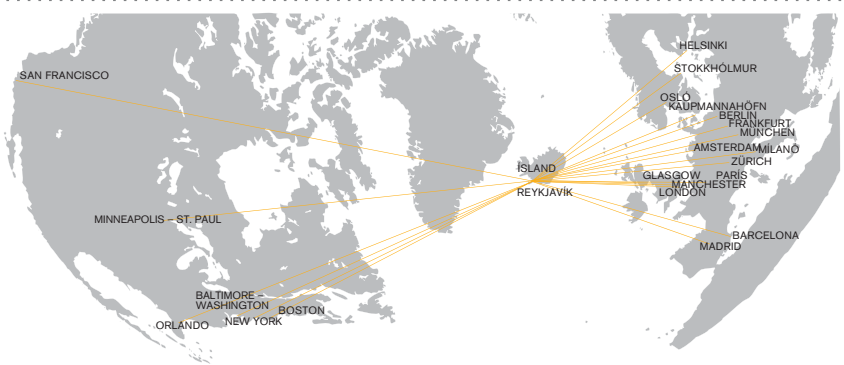 HELSINKI
SAN FRANCISCO
STOKKHÓLMUR
OSLÓ
KAUPMANNAHÖFN
BERLÍN
FRANKFURT
MÜNCHEN
AMSTERDAM
MÍLANÓ
ZÜRICH
ÍSLAND
GLASGOW
PARÍS
MANCHESTER
REYKJAVÍK
LONDON
MINNEAPOLIS – ST. PAUL
BARCELONA
MADRID
BALTIMORE –
WASHINGTON
BOSTON
NEW YORK
ORLANDO